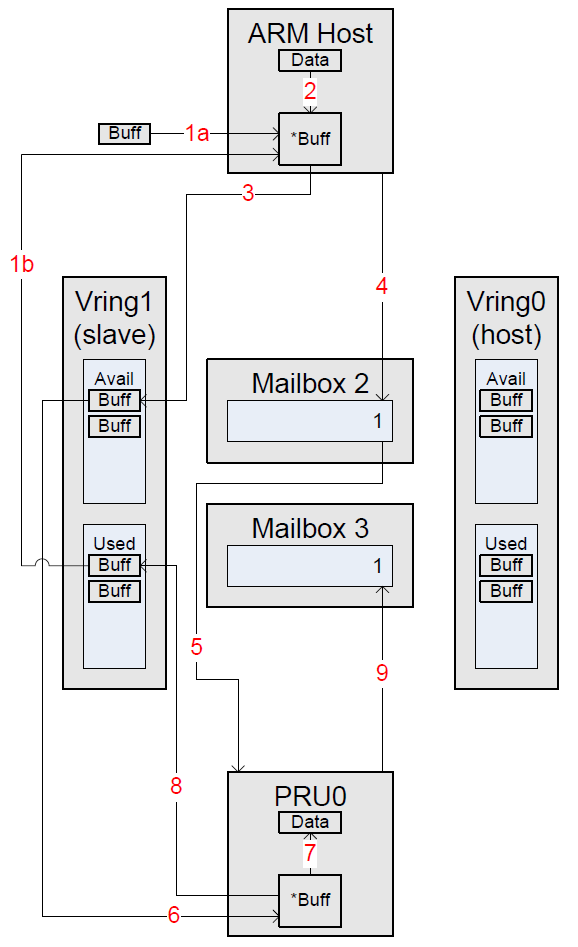 ARM Host
Data
2
Buff
1a
*Buff
3
1b
4
Vring1
(slave)
Avail
Buff
Buff
Used
Buff
Buff
Mailbox 2
1
Mailbox 3
1
Vring0
(host)
Avail
Buff
Buff
Used
Buff
Buff
5
9
8
PRU0
Data
7
*Buff
6